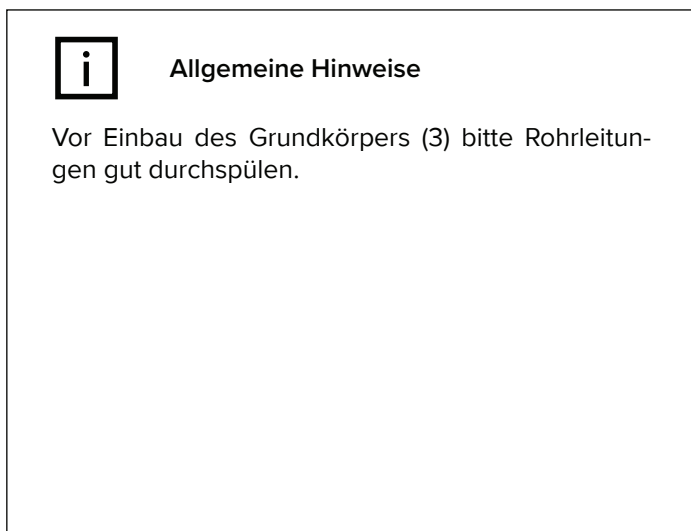 i
Allgemeine Hinweise
Vor Einbau des Grundkörpers (3) bitte Rohrleitun-
gen gut durchspülen.